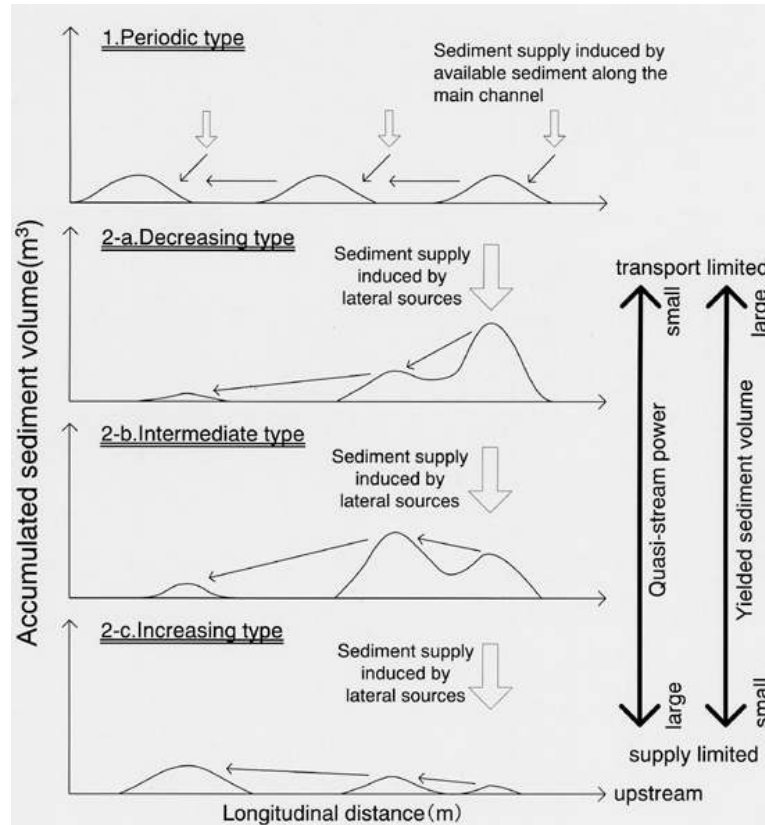 1.Periodic type
Sediment supply induced by
available sediment along the
main channel
Accumulated sediment volume(m³)
2-a.Decreasing type
Sediment supply
induced by
lateral sources
transport limited
small
large
2-b.Intermediate type
Sediment supply
induced by
lateral sources
Quasi-stream power
Yielded sediment volume
2-c.Increasing type
Sediment supply
induced by
lateral sources
large
small
supply limited
upstream
Longitudinal distance(m)